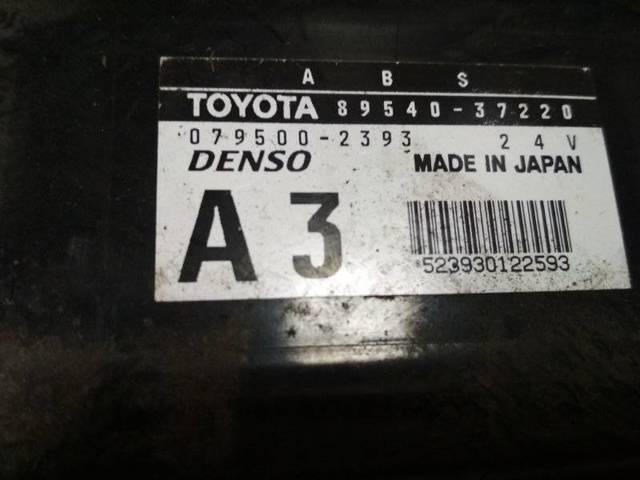 A B S
TOYOTA 89540-37220
079500-2393 24V
DENSO MADE IN JAPAN
A3
523930122593